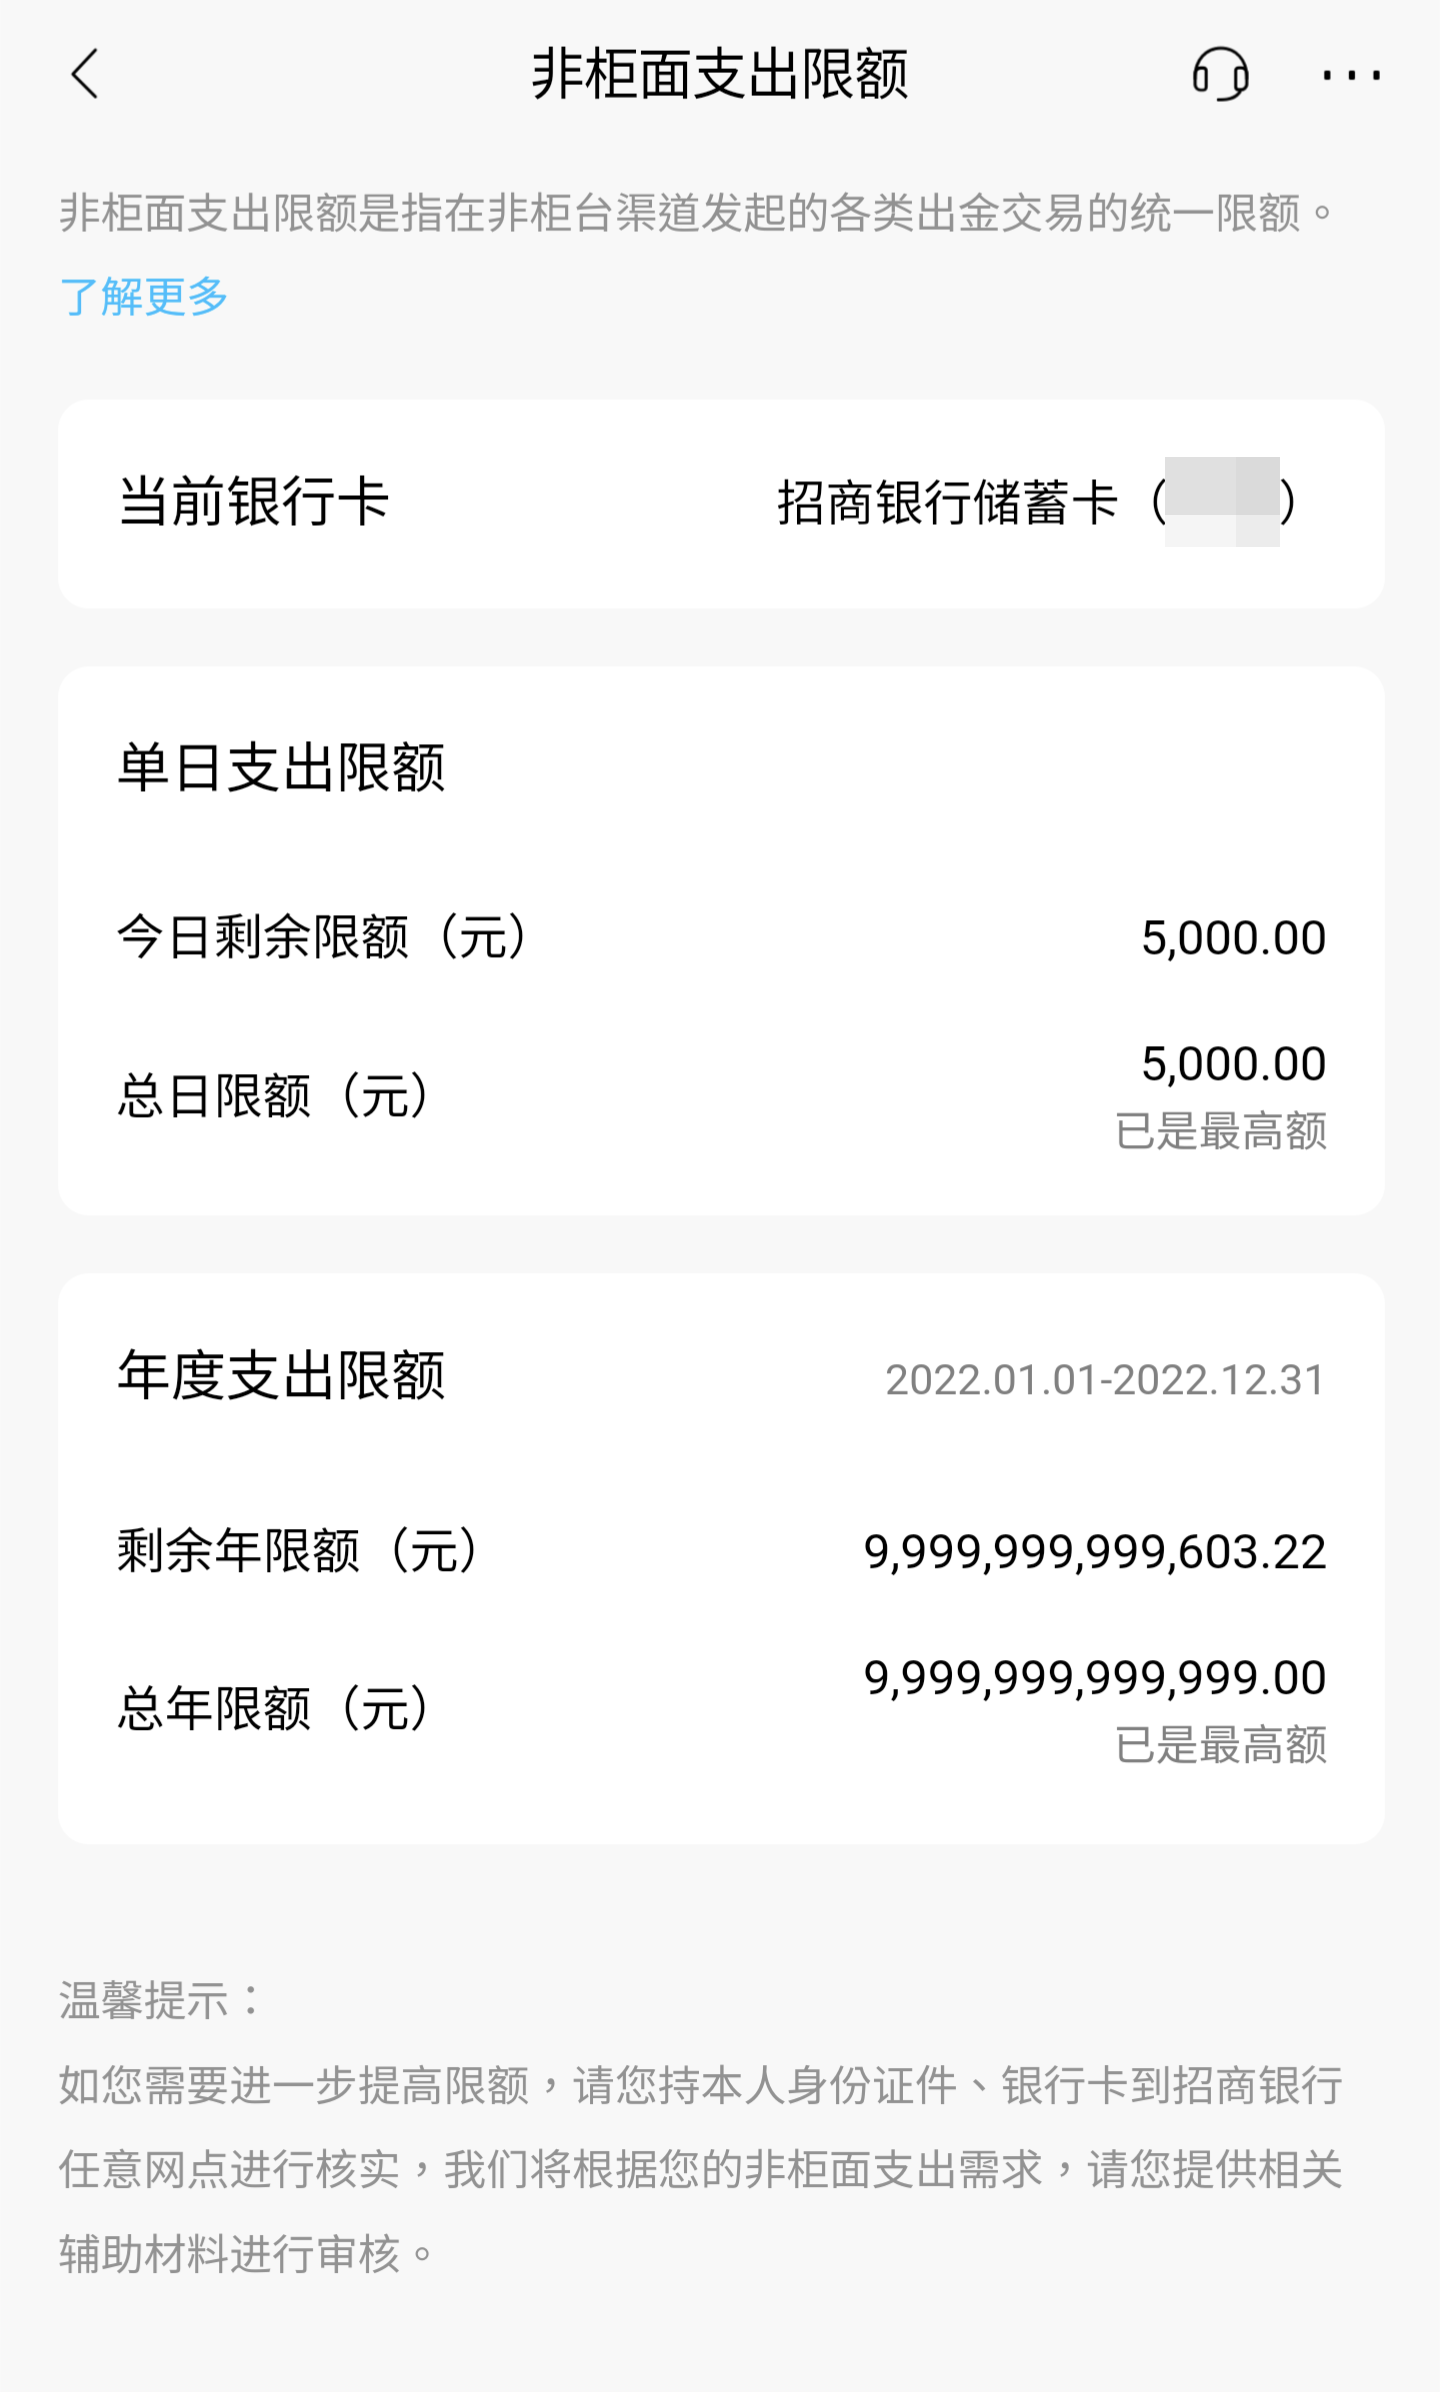 非柜面支出限额
非柜面支出限额是指在非柜台渠道发起的各类出金交易的统一限额。
了解更多
当前银行卡 招商银行储蓄卡（ ）
单日支出限额
今日剩余限额（元） 5,000.00
总日限额（元） 5,000.00
已是最高额
年度支出限额 2022.01.01-2022.12.31
剩余年限额（元） 9,999,999,999,603.22
总年限额（元） 9,999,999,999,999.00
已是最高额
温馨提示：
如您需要进一步提高限额，请您持本人身份证件、银行卡到招商银行
任意网点进行核实，我们将根据您的非柜面支出需求，请您提供相关
辅助材料进行审核。